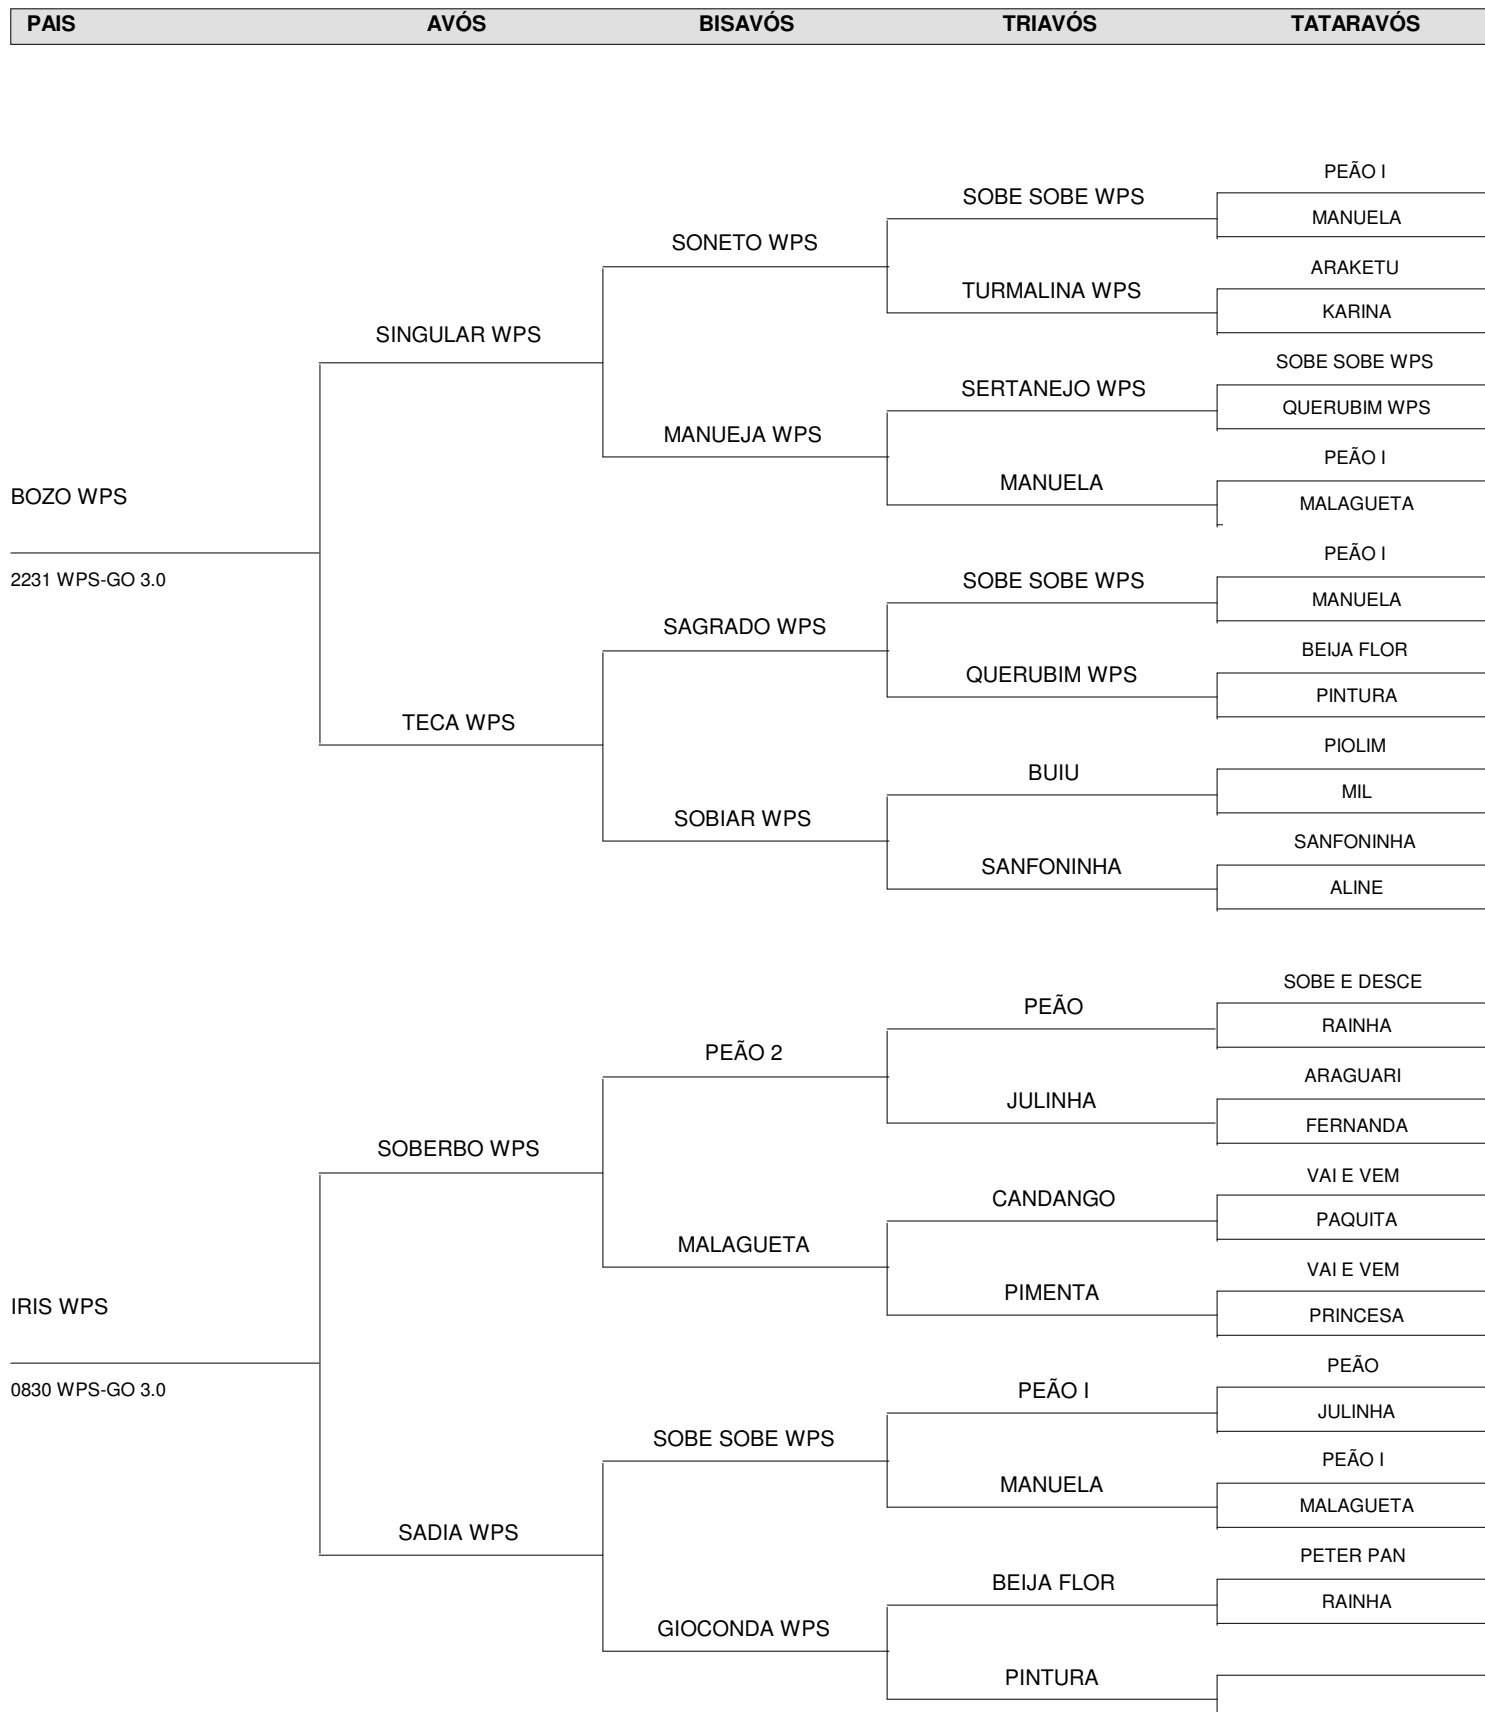 PAIS AVÓS BISAVÓS TRIAVÓS TATARAVÓS
PEÃO I
SOBE SOBE WPS
MANUELA
SONETO WPS
ARAKETU
TURMALINA WPS
KARINA
SINGULAR WPS
SOBE SOBE WPS
SERTANEJO WPS
QUERUBIM WPS
MANUEJA WPS
PEÃO I
MANUELA
BOZO WPS
MALAGUETA
PEÃO I
2231 WPS-GO 3.0
SOBE SOBE WPS
MANUELA
SAGRADO WPS
BEIJA FLOR
QUERUBIM WPS
PINTURA
TECA WPS
PIOLIM
BUIU
MIL
SOBIAR WPS
SANFONINHA
SANFONINHA
ALINE
SOBE E DESCE
PEÃO
RAINHA
PEÃO 2
ARAGUARI
JULINHA
FERNANDA
SOBERBO WPS
VAI E VEM
CANDANGO
PAQUITA
MALAGUETA
VAI E VEM
PIMENTA
IRIS WPS
PRINCESA
PEÃO
0830 WPS-GO 3.0
PEÃO I
JULINHA
SOBE SOBE WPS
PEÃO I
MANUELA
MALAGUETA
SADIA WPS
PETER PAN
BEIJA FLOR
RAINHA
GIOCONDA WPS
PINTURA